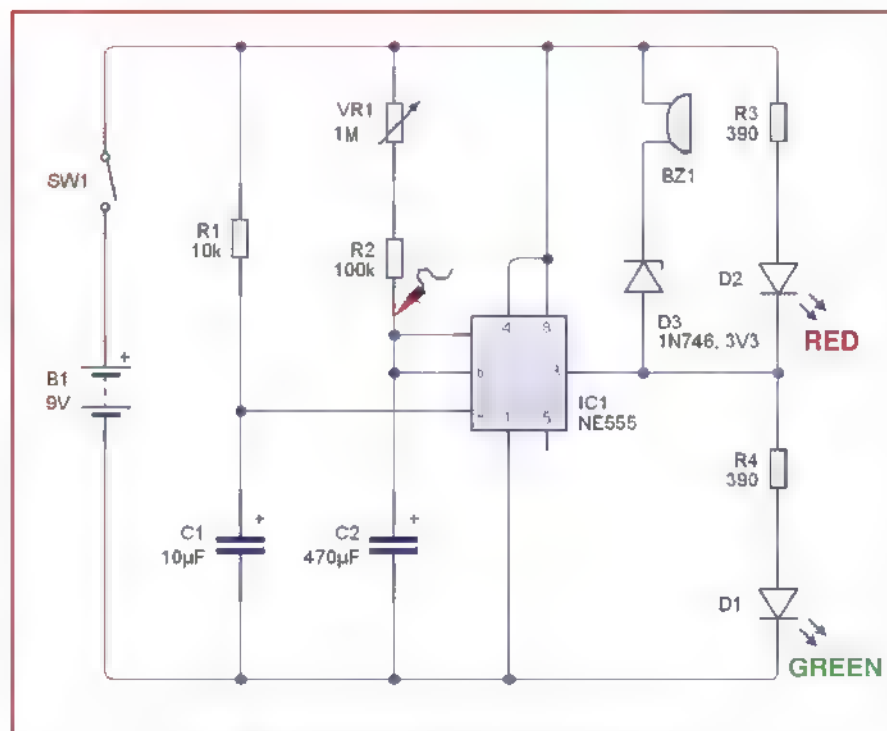 VR1
1M
R3
390
SW1
BZ1
R1
10k
R2
100k
D2
4
8
D3
1N746, 3V3
RED
B1
9V
6
IC1
NE555
1
5
R4
390
C1
10µF
C2
470µF
D1
GREEN
+
+
+